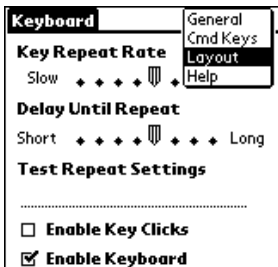 Keyboard
General
Cmd Keys
Layout
Help
Key Repeat Rate
Slow
Delay Until Repeat
Short Long
Test Repeat Settings
Enable Key Clicks
Enable Keyboard